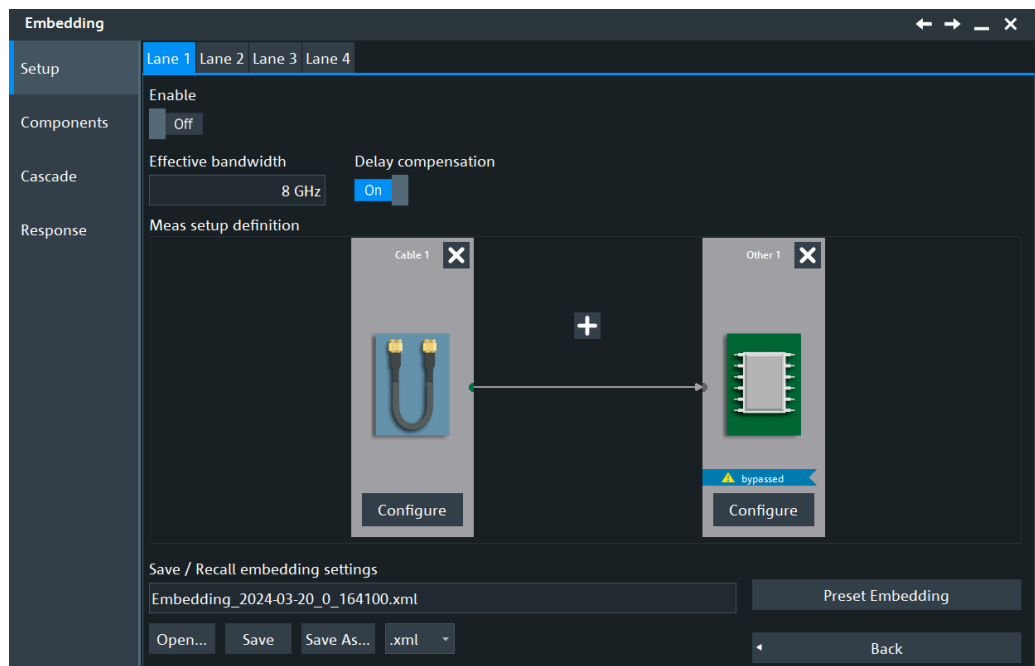 Embedding
Setup
Components
Cascade
Response
Lane 1 Lane 2 Lane 3 Lane 4
Enable
Off
Effective bandwidth Delay compensation
8 GHz On
Meas setup definition
Cable 1 Other 1
bypassed
Configure Configure
Save / Recall embedding settings
Embedding_2024-03-20_0_164100.xml
Preset Embedding
Open... Save Save As... .xml
Back